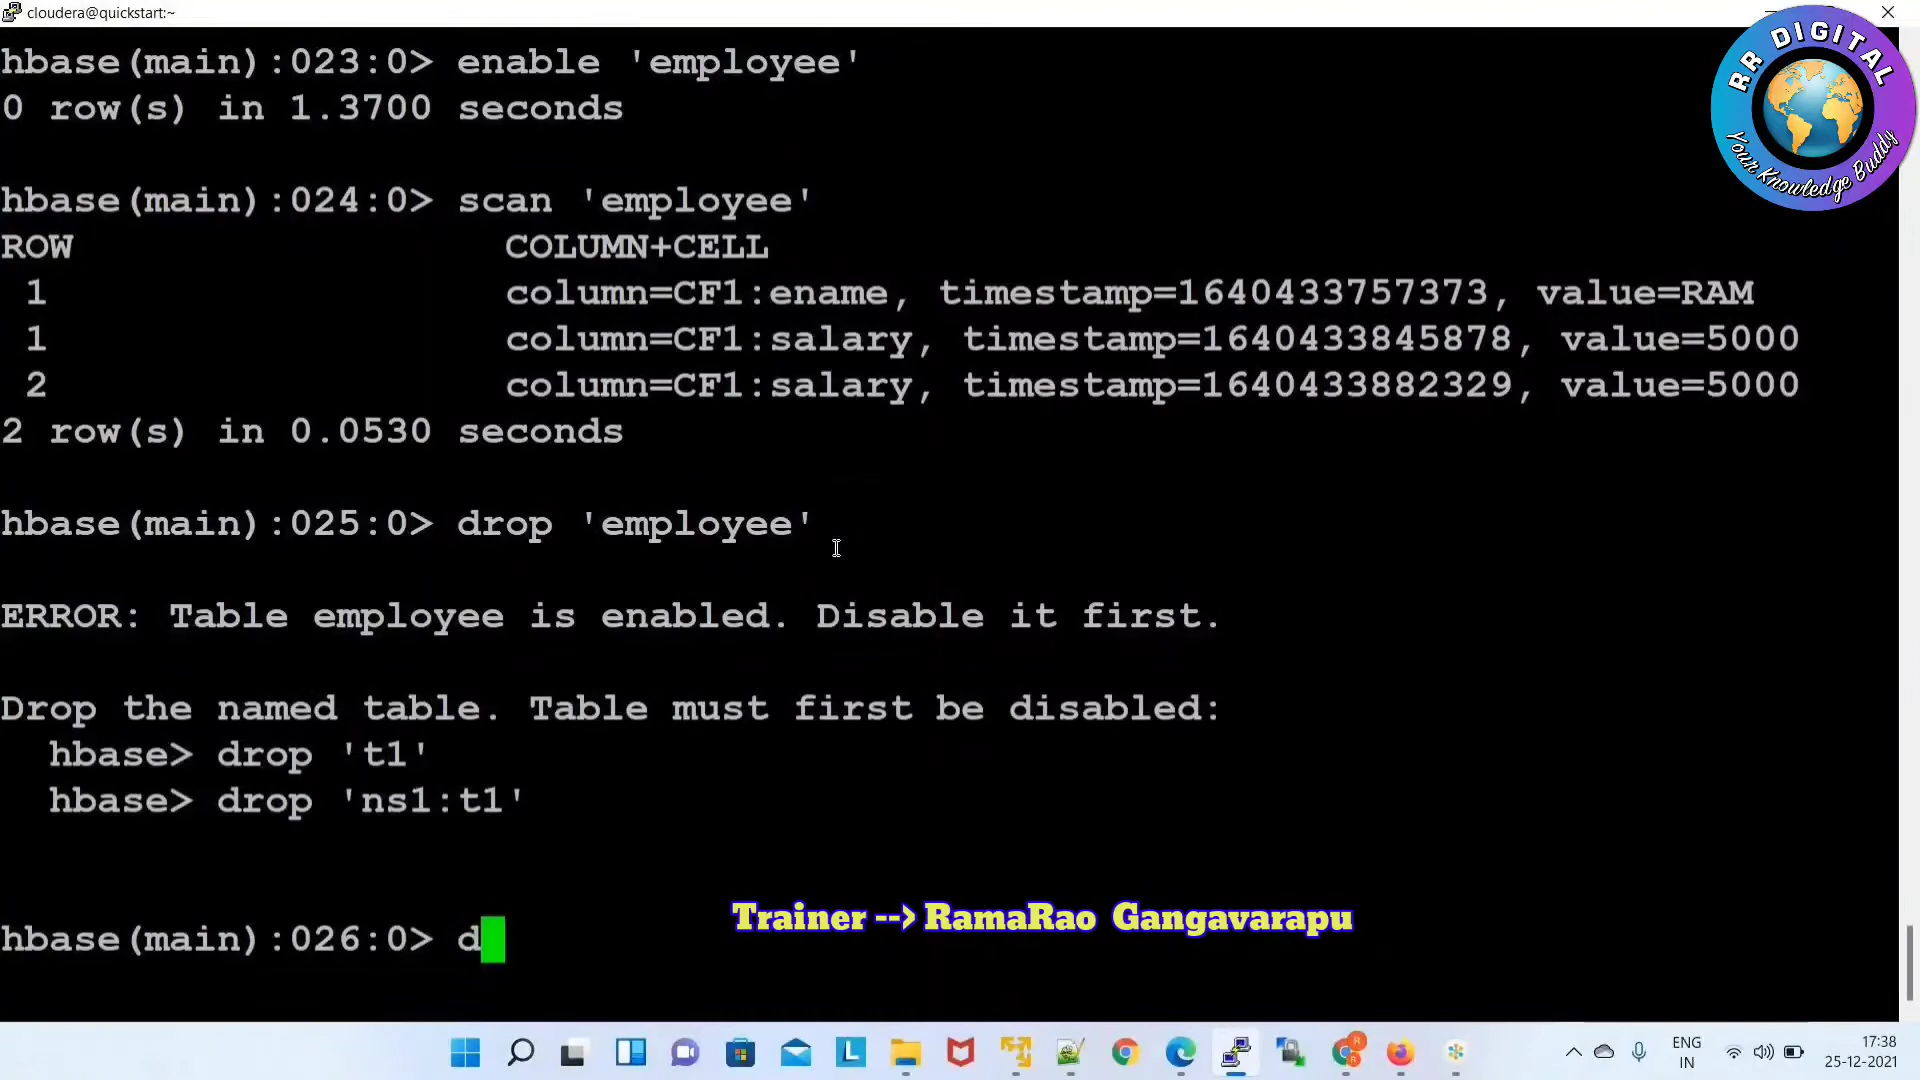 cloudera@quickstart:~
hbase(main):023:0> enable 'employee'
0 row(s) in 1.3700 seconds
hbase(main):024:0> scan 'employee'
ROW COLUMN+CELL
1 column=CF1:ename, timestamp=1640433757373, value=RAM
1 column=CF1:salary, timestamp=1640433845878, value=5000
2 column=CF1:salary, timestamp=1640433882329, value=5000
2 row(s) in 0.0530 seconds
hbase(main):025:0> drop 'employee'
ERROR: Table employee is enabled. Disable it first.
Drop the named table. Table must first be disabled:
hbase> drop 't1'
hbase> drop 'ns1:t1'
Trainer --> RamaRao Gangavarapu
hbase(main):026:0> d
RR DIGITAL
Your Knowledge Buddy
ENG
IN
17:38
25-12-2021